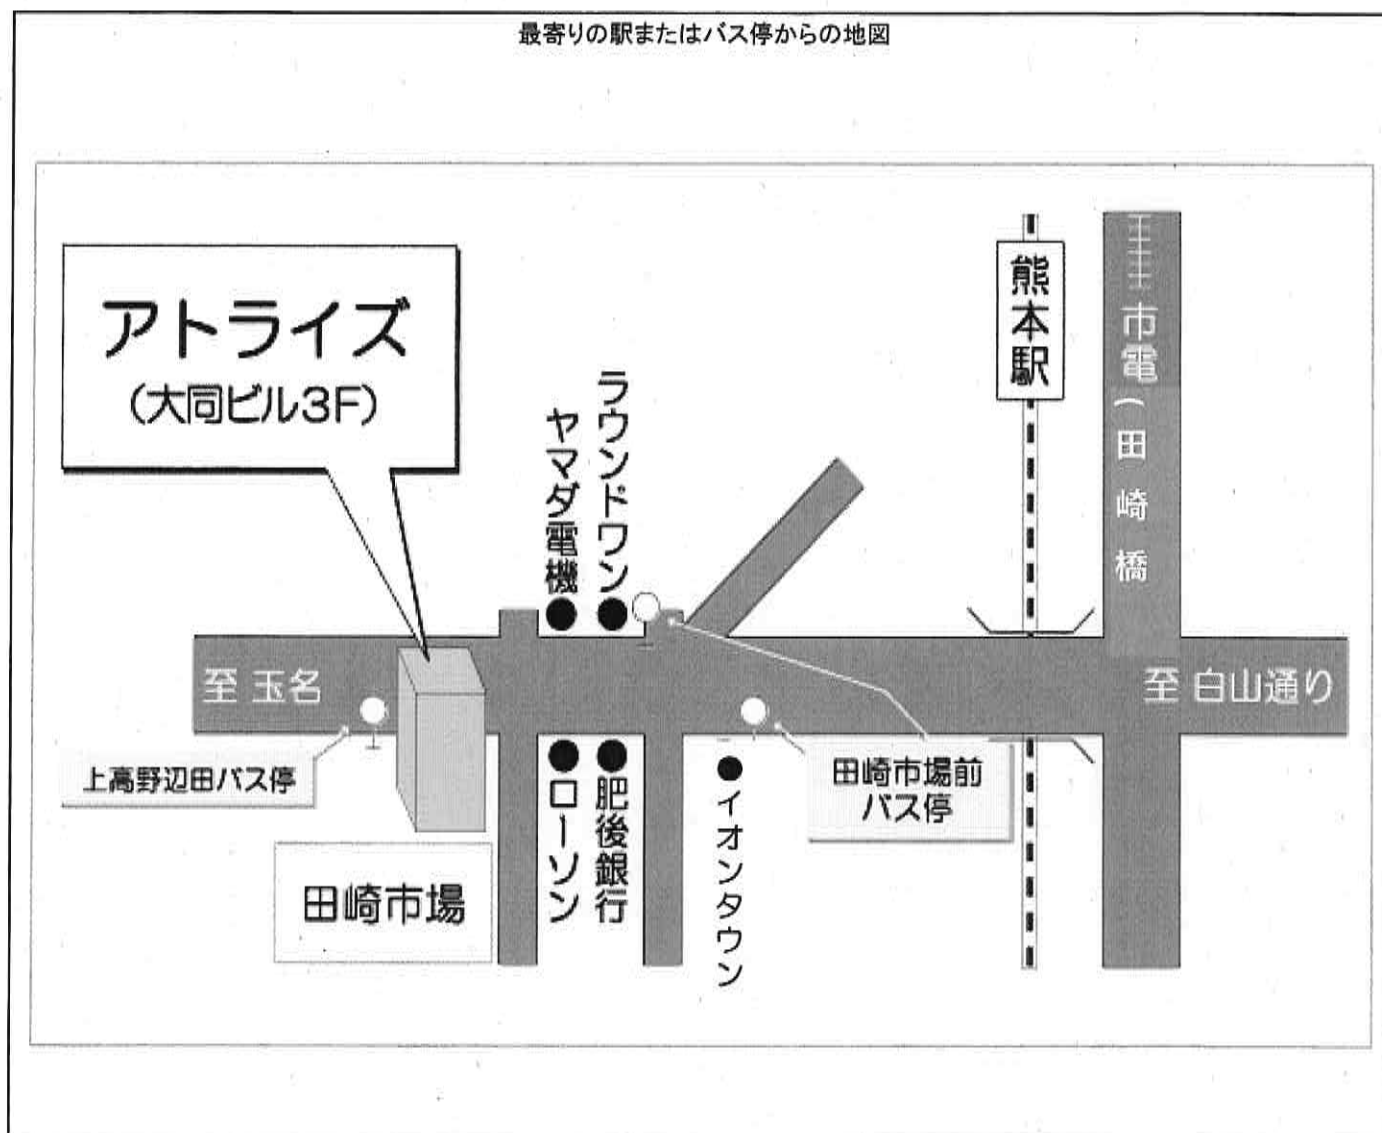 最寄りの駅またはバス停からの地図
アトライズ
(大同ビル3F)
ヤマダ電機
ラウンドワン
熊本駅
市電(田崎橋
至 玉名
至 白山通り
上高野辺田バス停
田崎市場前
バス停
田崎市場
ローソン
肥後銀行
イオンタウン